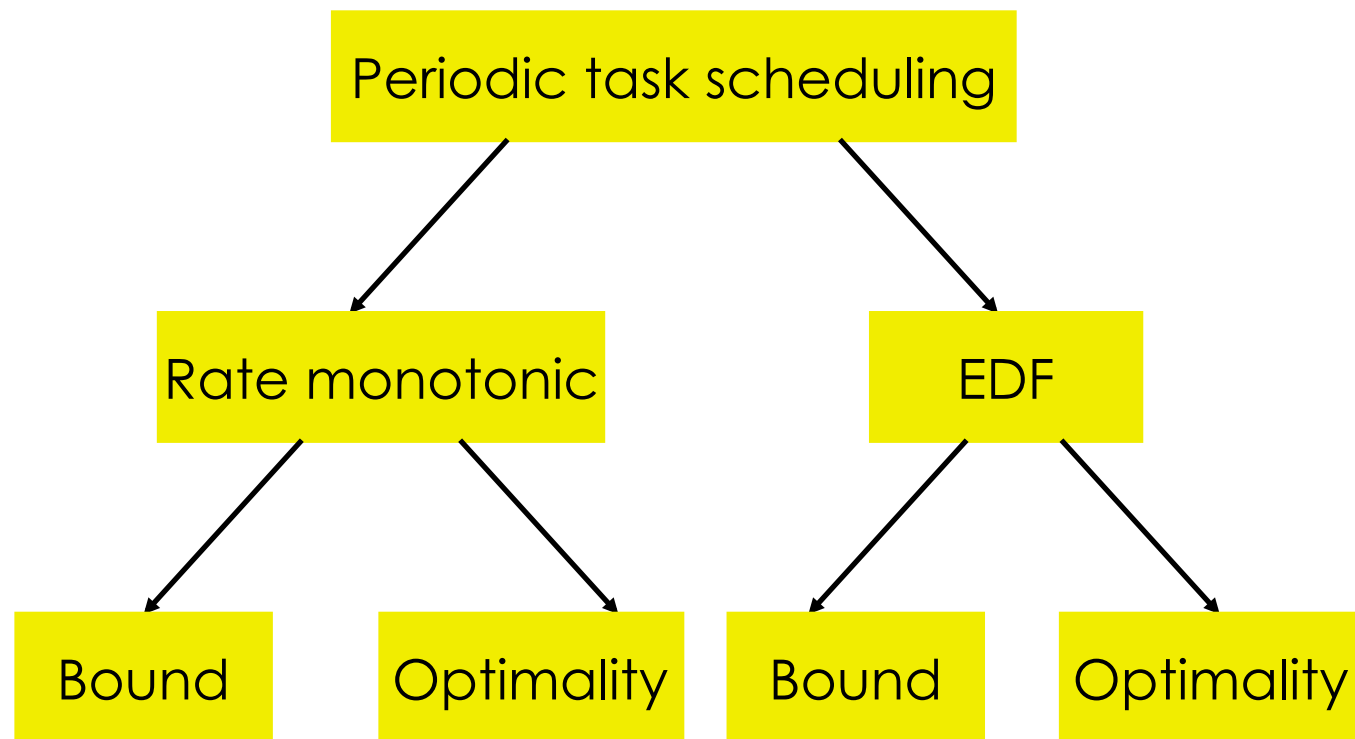 Periodic task scheduling
Rate monotonic
EDF
Bound
Optimality
Bound
Optimality